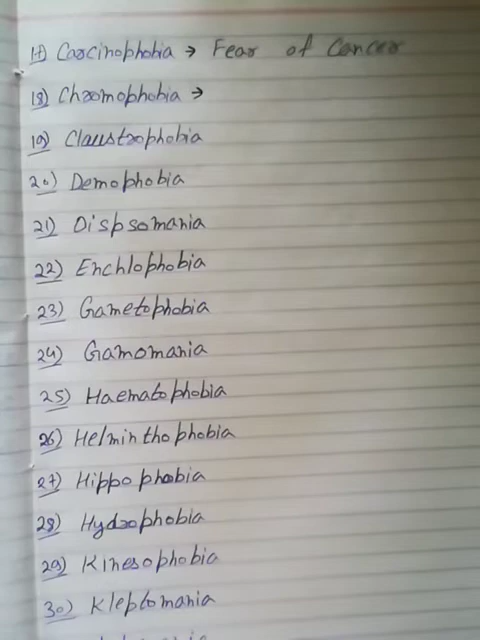 17) Carcinophobia → Fear of Cancer
18) Chromophobia →
19) Claustrophobia
20) Demophobia
21) Dispsomania
22) Enchlophobia
23) Gametophobia
24) Gamomania
25) Haematophobia
26) Helminthophobia
27) Hippophobia
28) Hydrophobia
29) Kinesophobia
30) Kleptomania